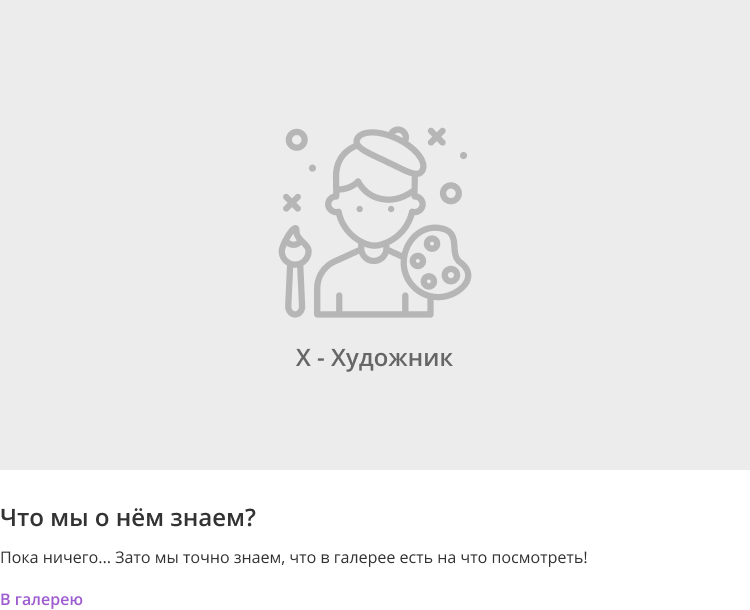 Х - Художник
Что мы о нём знаем?
Пока ничего... Зато мы точно знаем, что в галерее есть на что посмотреть!
В галерею